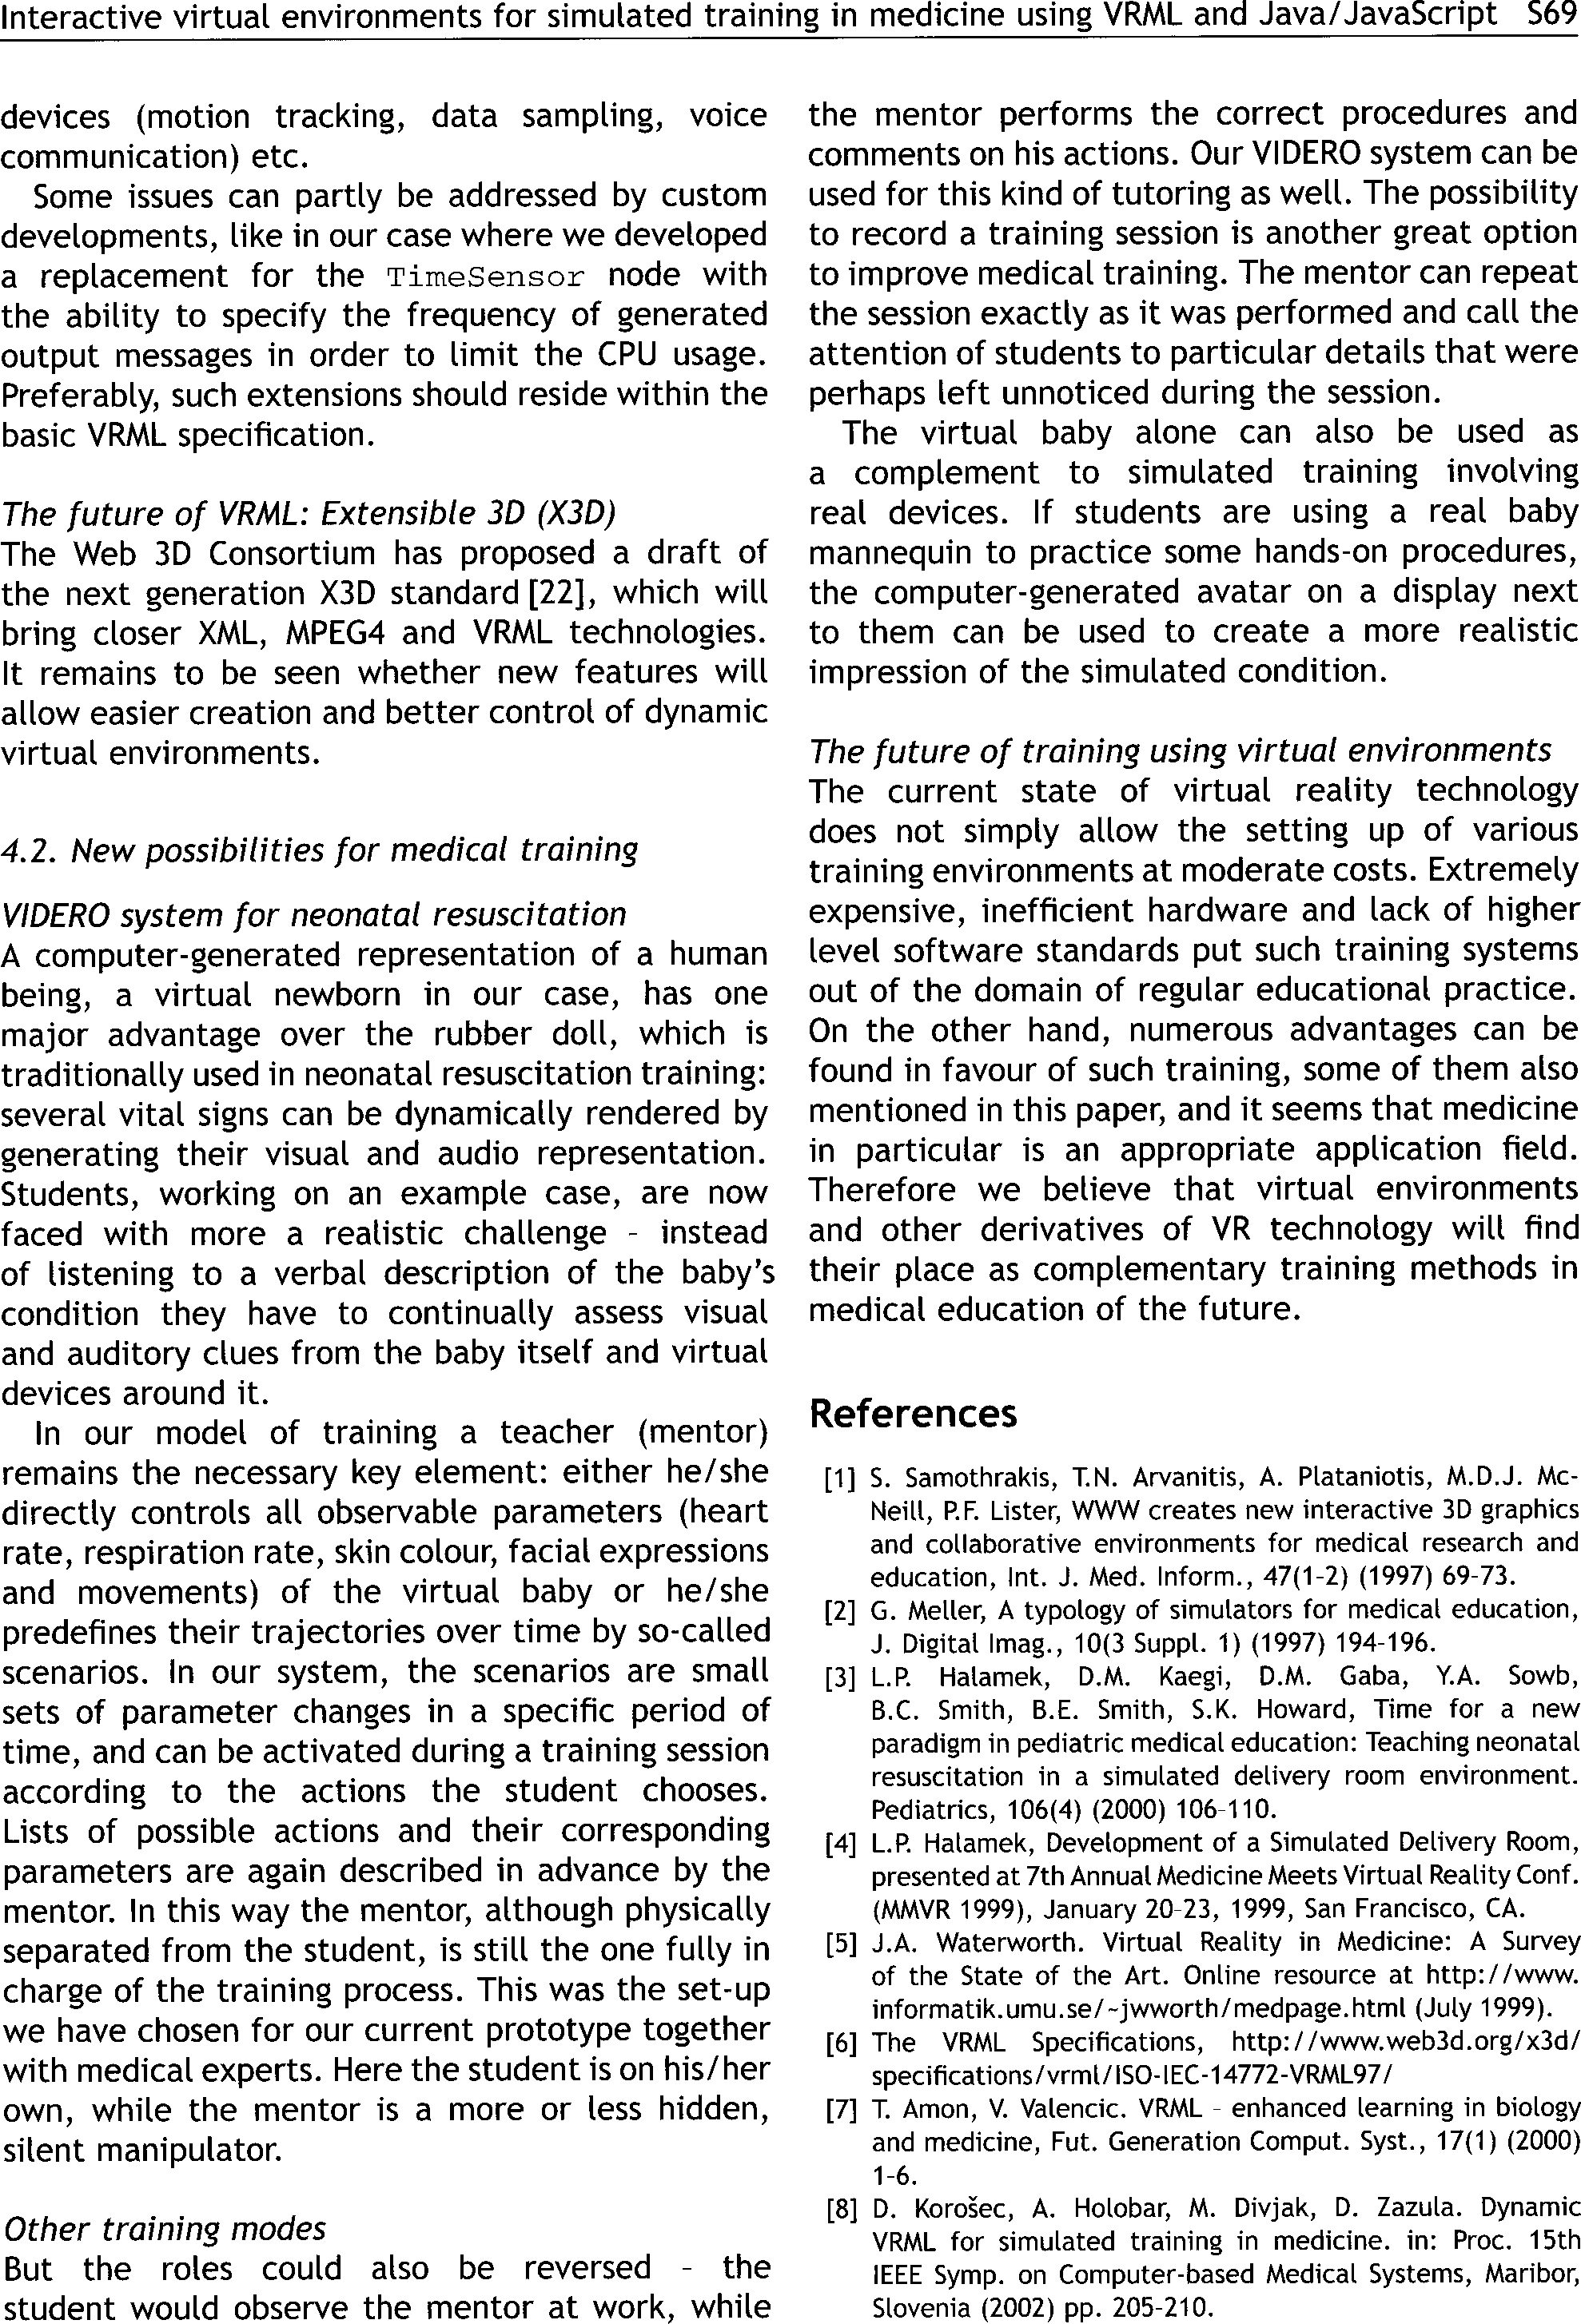 Interactive virtual environments for simulated training in medicine using VRML and Java/JavaScript S69
devices (motion tracking, data sampling, voice
communication) etc.
Some issues can partly be addressed by custom
developments, like in our case where we developed
a replacement for the TimeSensor node with
the ability to specify the frequency of generated
output messages in order to limit the CPU usage.
Preferably, such extensions should reside within the
basic VRML specification.
The future of VRML: Extensible 3D (X3D)
The Web 3D Consortium has proposed a draft of
the next generation X3D standard [22], which will
bring closer XML, MPEG4 and VRML technologies.
It remains to be seen whether new features will
allow easier creation and better control of dynamic
virtual environments.
4.2. New possibilities for medical training
VIDERO system for neonatal resuscitation
A computer-generated representation of a human
being, a virtual newborn in our case, has one
major advantage over the rubber doll, which is
traditionally used in neonatal resuscitation training:
several vital signs can be dynamically rendered by
generating their visual and audio representation.
Students, working on an example case, are now
faced with more a realistic challenge - instead
of listening to a verbal description of the baby's
condition they have to continually assess visual
and auditory clues from the baby itself and virtual
devices around it.
In our model of training a teacher (mentor)
remains the necessary key element: either he/she
directly controls all observable parameters (heart
rate, respiration rate, skin colour, facial expressions
and movements) of the virtual baby or he/she
predefines their trajectories over time by so-called
scenarios. In our system, the scenarios are small
sets of parameter changes in a specific period of
time, and can be activated during a training session
according to the actions the student chooses.
Lists of possible actions and their corresponding
parameters are again described in advance by the
mentor. In this way the mentor, although physically
separated from the student, is still the one fully in
charge of the training process. This was the set-up
we have chosen for our current prototype together
with medical experts. Here the student is on his/her
own, while the mentor is a more or less hidden,
silent manipulator.
Other training modes
But the roles could also be reversed - the
student would observe the mentor at work, while
the mentor performs the correct procedures and
comments on his actions. Our VIDERO system can be
used for this kind of tutoring as well. The possibility
to record a training session is another great option
to improve medical training. The mentor can repeat
the session exactly as it was performed and call the
attention of students to particular details that were
perhaps left unnoticed during the session.
The virtual baby alone can also be used as
a complement to simulated training involving
real devices. If students are using a real baby
mannequin to practice some hands-on procedures,
the computer-generated avatar on a display next
to them can be used to create a more realistic
impression of the simulated condition.
The future of training using virtual environments
The current state of virtual reality technology
does not simply allow the setting up of various
training environments at moderate costs. Extremely
expensive, inefficient hardware and lack of higher
level software standards put such training systems
out of the domain of regular educational practice.
On the other hand, numerous advantages can be
found in favour of such training, some of them also
mentioned in this paper, and it seems that medicine
in particular is an appropriate application field.
Therefore we believe that virtual environments
and other derivatives of VR technology will find
their place as complementary training methods in
medical education of the future.
References
[1] S. Samothrakis, T.N. Arvanitis, A. Plataniotis, M.D.J. Mc-
Neill, P.F. Lister, WWW creates new interactive 3D graphics
and collaborative environments for medical research and
education, Int. J. Med. Inform., 47(1-2) (1997) 69-73.
[2] G. Meller, A typology of simulators for medical education,
J. Digital Imag., 10(3 Suppl. 1) (1997) 194-196.
[3] L.P. Halamek, D.M. Kaegi, D.M. Gaba, Y.A. Sowb,
B.C. Smith, B.E. Smith, S.K. Howard, Time for a new
paradigm in pediatric medical education: Teaching neonatal
resuscitation in a simulated delivery room environment.
Pediatrics, 106(4) (2000) 106-110.
[4] L.P. Halamek, Development of a Simulated Delivery Room,
presented at 7th Annual Medicine Meets Virtual Reality Conf.
(MMVR 1999), January 20-23, 1999, San Francisco, CA.
[5] J.A. Waterworth. Virtual Reality in Medicine: A Survey
of the State of the Art. Online resource at http://www.
informatik.umu.se/~jwworth/medpage.html (July 1999).
[6] The VRML Specifications, http://www.web3d.org/x3d/
specifications/vrml/ISO-IEC-14772-VRML97/
[7] T. Amon, V. Valencic. VRML - enhanced learning in biology
and medicine, Fut. Generation Comput. Syst., 17(1) (2000)
1-6.
[8] D. Korošec, A. Holobar, M. Divjak, D. Zazula. Dynamic
VRML for simulated training in medicine. in: Proc. 15th
IEEE Symp. on Computer-based Medical Systems, Maribor,
Slovenia (2002) pp. 205-210.